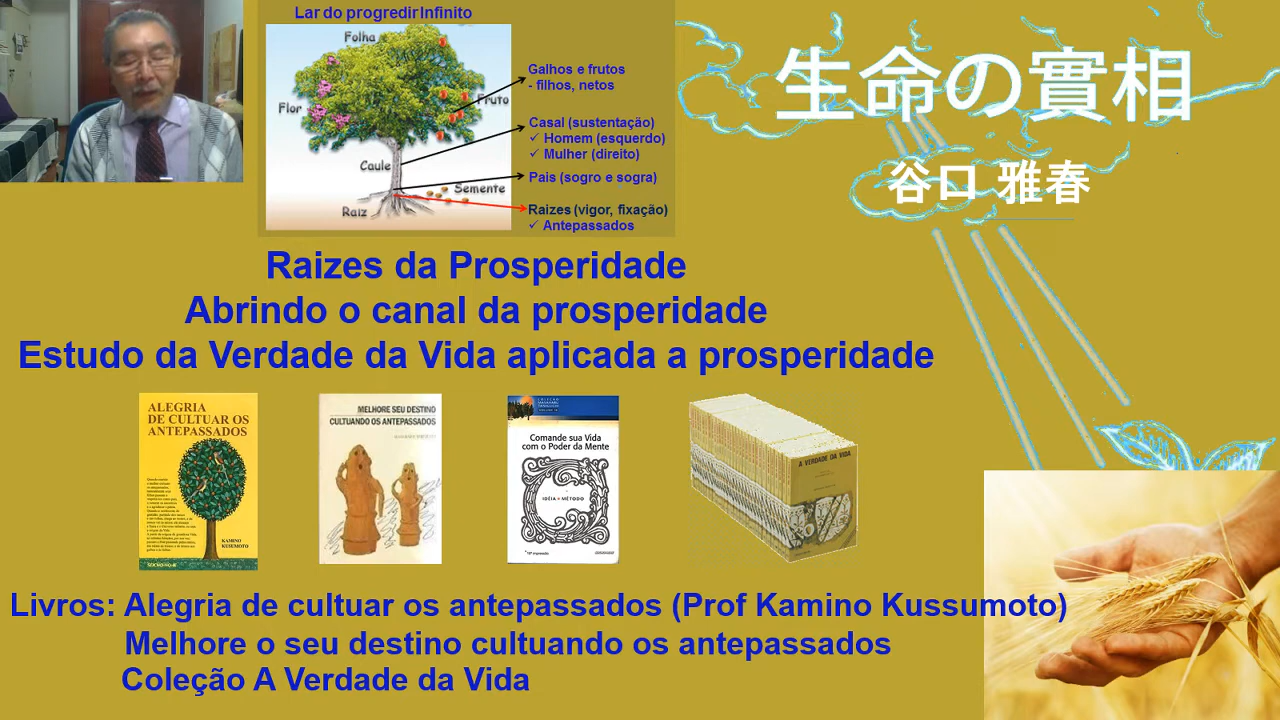 Lar do progredir Infinito
Folha
Flor
Fruto
Caule
Semente
Raiz
Galhos e frutos
- filhos, netos
Casal (sustentação)
✓ Homem (esquerdo)
✓ Mulher (direito)
Pais (sogro e sogra)
Raizes (vigor, fixação)
✓ Antepassados
生命の實相
谷口 雅春
Raizes da Prosperidade
Abrindo o canal da prosperidade
Estudo da Verdade da Vida aplicada a prosperidade
ALEGRIA
DE CULTUAR OS
ANTEPASSADOS
KAMINO
KUSUMOTO
MELHORE SEU DESTINO
CULTUANDO OS ANTEPASSADOS
Comande sua Vida
com o Poder da Mente
IDÉIA e MÉTODO
A VERDADE DA VIDA
Livros: Alegria de cultuar os antepassados (Prof Kamino Kussumoto)
Melhore o seu destino cultuando os antepassados
Coleção A Verdade da Vida